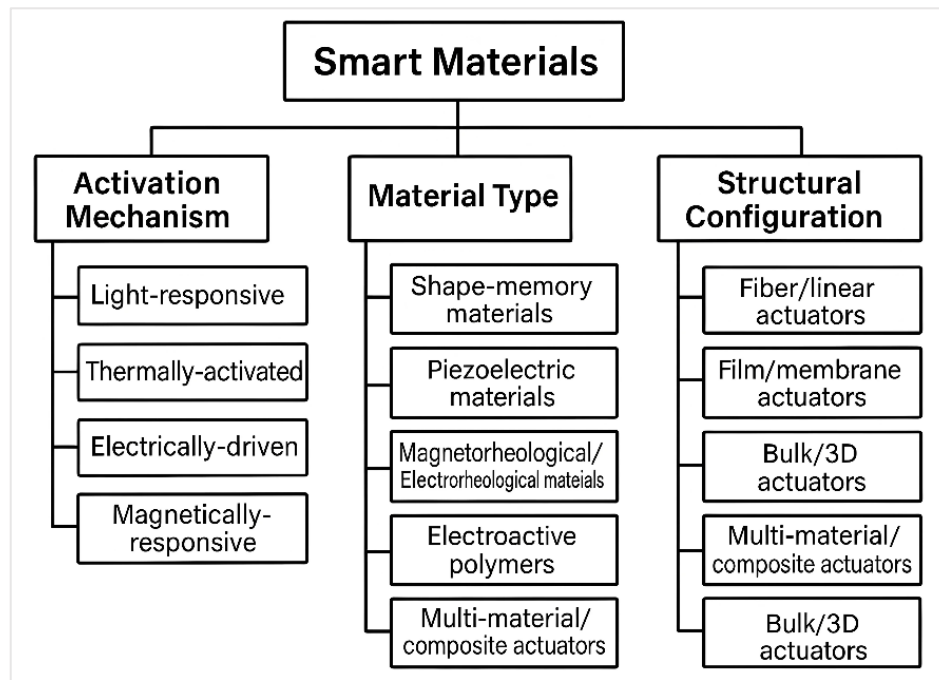 Smart Materials
Activation
Mechanism
Light-responsive
Thermally-activated
Electrically-driven
Magnetically-
responsive
Material Type
Shape-memory
materials
Piezoelectric
materials
Magnetorheological/
Electrorheological mateials
Electroactive
polymers
Multi-material/
composite actuators
Structural
Configuration
Fiber/linear
actuators
Film/membrane
actuators
Bulk/3D
actuators
Multi-material/
composite actuators
Bulk/3D
actuators